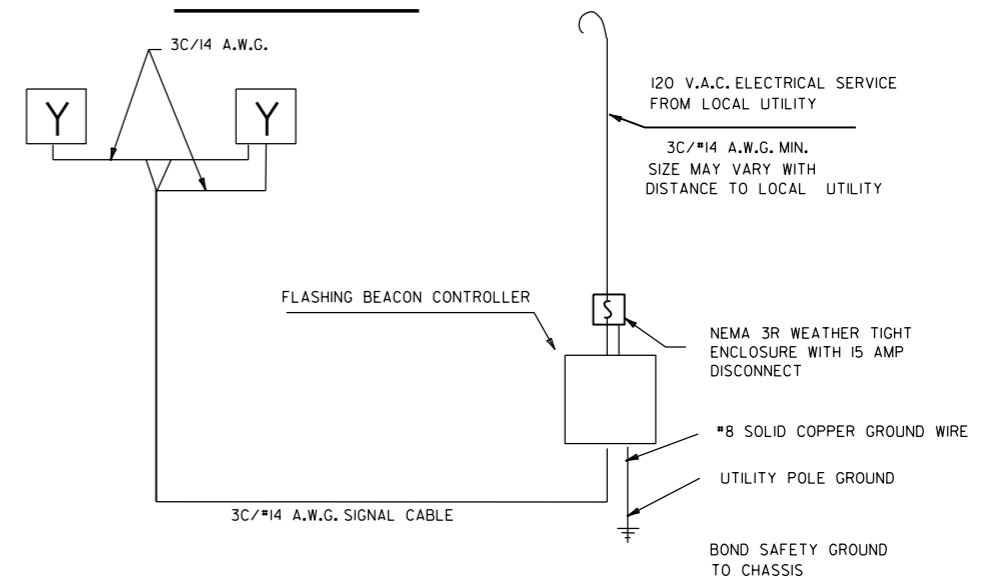 3C/14 A.W.G.
Y
Y
120 V.A.C. ELECTRICAL SERVICE
FROM LOCAL UTILITY
3C/#14 A.W.G. MIN.
SIZE MAY VARY WITH
DISTANCE TO LOCAL UTILITY
FLASHING BEACON CONTROLLER
S
NEMA 3R WEATHER TIGHT
ENCLOSURE WITH 15 AMP
DISCONNECT
#8 SOLID COPPER GROUND WIRE
UTILITY POLE GROUND
3C/#14 A.W.G. SIGNAL CABLE
BOND SAFETY GROUND
TO CHASSIS